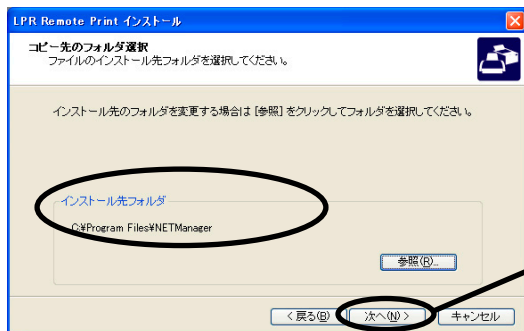 LPR Remote Print インストール
コピー先のフォルダ選択
ファイルのインストール先フォルダを選択してください。
インストール先のフォルダを変更する場合は [参照] をクリックしてフォルダを選択してください。
インストール先フォルダ
C:¥Program Files¥NETManager
参照(R)...
< 戻る(B) 次へ(N) > キャンセル